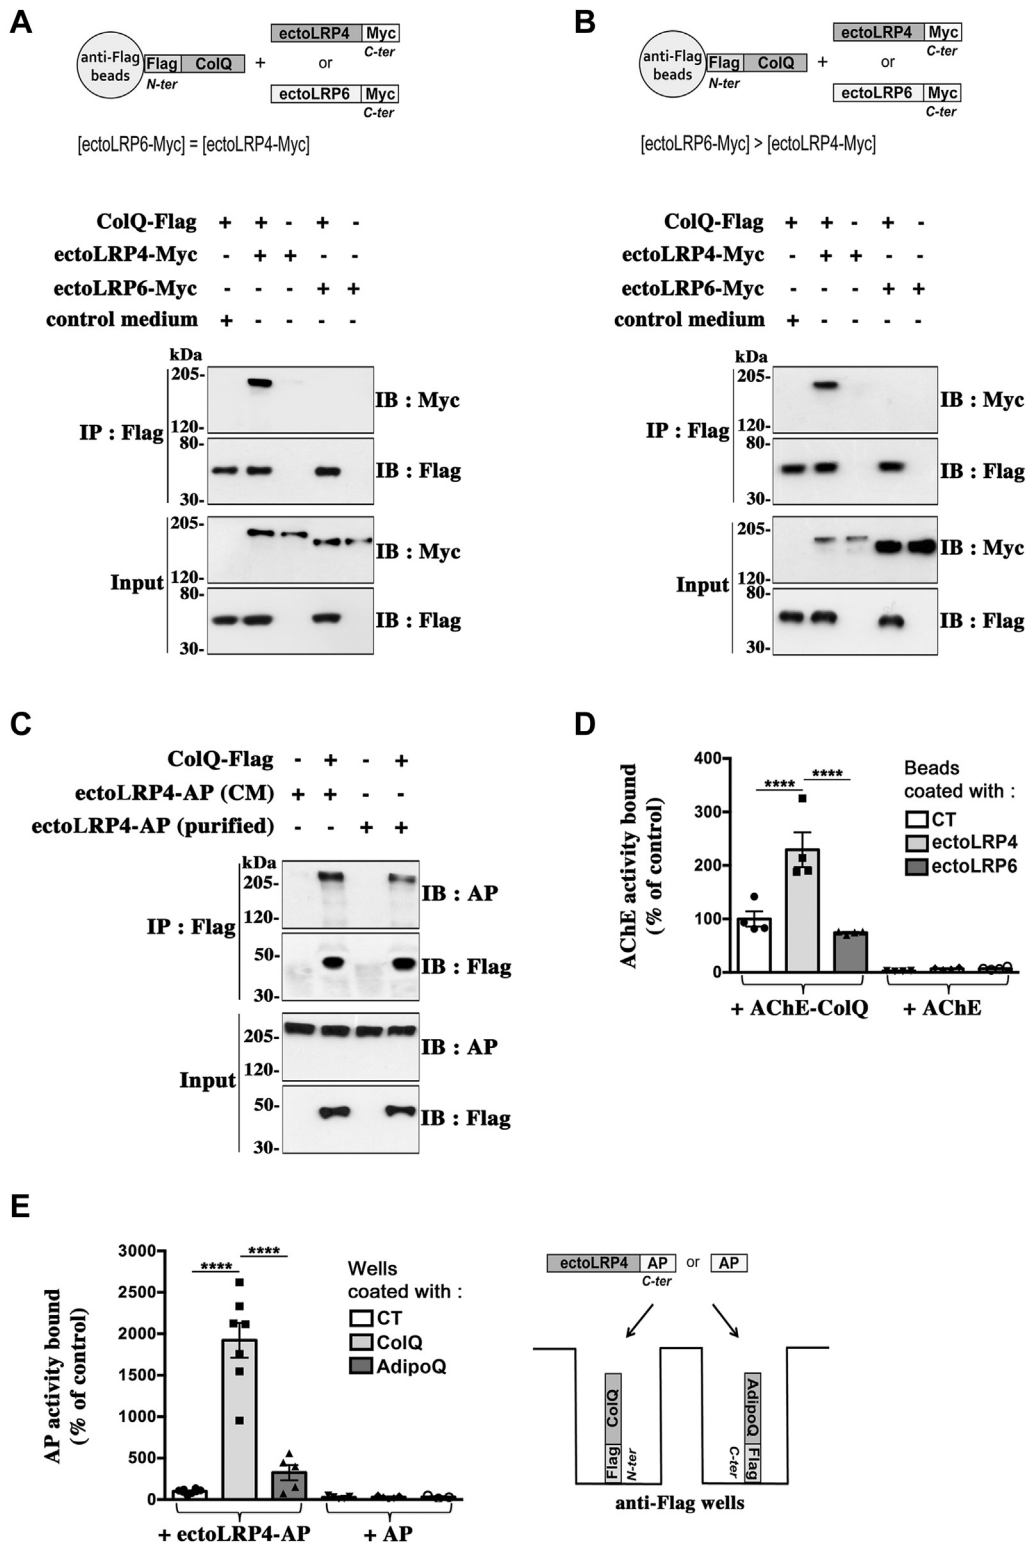 A
anti-Flag
beads
Flag ColQ
N-ter
+
ectoLRP4 Myc
C-ter
or
ectoLRP6 Myc
C-ter
[ectoLRP6-Myc] = [ectoLRP4-Myc]
ColQ-Flag + + - + -
ectoLRP4-Myc - + + - -
ectoLRP6-Myc - - - + +
control medium + - - - -
kDa
205-
IB : Myc
120-
IP : Flag
80-
IB : Flag
30-
205-
IB : Myc
120-
Input
80-
IB : Flag
30-
B
anti-Flag
beads
Flag ColQ
N-ter
+
ectoLRP4 Myc
C-ter
or
ectoLRP6 Myc
C-ter
[ectoLRP6-Myc] > [ectoLRP4-Myc]
ColQ-Flag + + - + -
ectoLRP4-Myc - + + - -
ectoLRP6-Myc - - - + +
control medium + - - - -
kDa
205-
IB : Myc
120-
IP : Flag
80-
IB : Flag
30-
205-
IB : Myc
120-
Input
80-
IB : Flag
30-
C
ColQ-Flag - + - +
ectoLRP4-AP (CM) + + - -
ectoLRP4-AP (purified) - - + +
kDa
205-
IB : AP
120-
IP : Flag
50-
IB : Flag
30-
205-
IB : AP
120-
Input
50-
IB : Flag
30-
D
AChE activity bound
(% of control)
400
300
200
100
0
**** ****
Beads
coated with :
CT
ectoLRP4
ectoLRP6
+ AChE-ColQ + AChE
E
AP activity bound
(% of control)
3000
2500
2000
1500
1000
500
0
**** ****
Wells
coated with :
CT
ColQ
AdipoQ
+ ectoLRP4-AP + AP
ectoLRP4 AP or AP
C-ter
Flag ColQ
N-ter
AdipoQ Flag
C-ter
anti-Flag wells